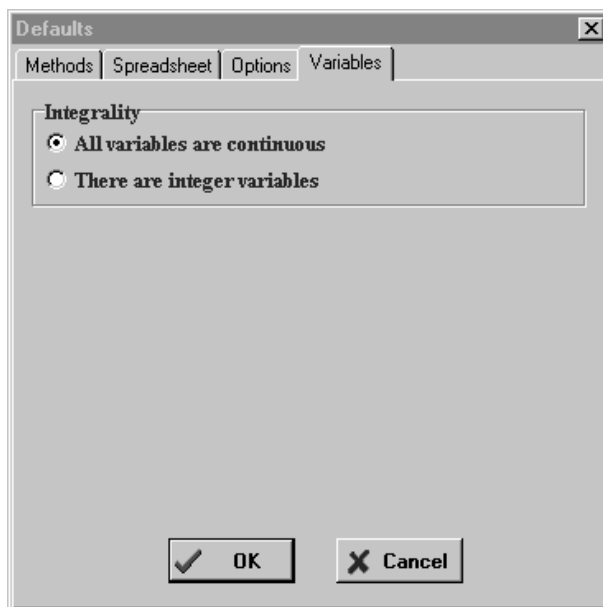 Defaults
Methods Spreadsheet Options Variables
Integrality
All variables are continuous
There are integer variables
OK Cancel